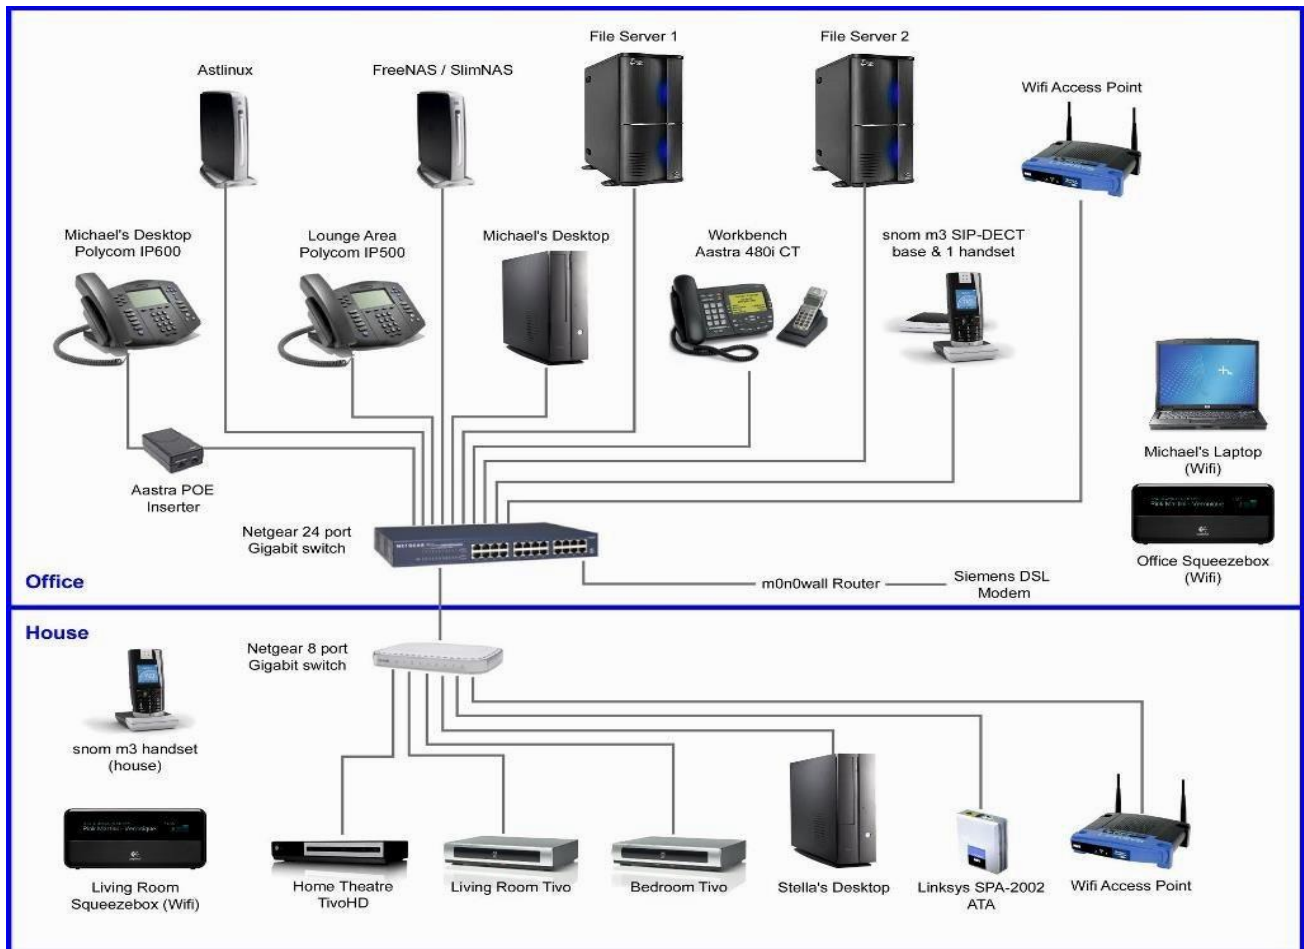 File Server 1
File Server 2
Astlinux
FreeNAS / SlimNAS
Wifi Access Point
Michael's Desktop
Polycom IP600
Lounge Area
Polycom IP500
Michael's Desktop
Workbench
Aastra 480i CT
snom m3 SIP-DECT
base & 1 handset
Michael's Laptop
(Wifi)
Aastra POE
Inserter
Netgear 24 port
Gigabit switch
NETGEAR
Office Squeezebox
(Wifi)
Office
m0n0wall Router
Siemens DSL
Modem
House
Netgear 8 port
Gigabit switch
snom m3 handset
(house)
Living Room
Squeezebox (Wifi)
Home Theatre
TivoHD
Living Room Tivo
Bedroom Tivo
Stella's Desktop
Linksys SPA-2002
ATA
Wifi Access Point